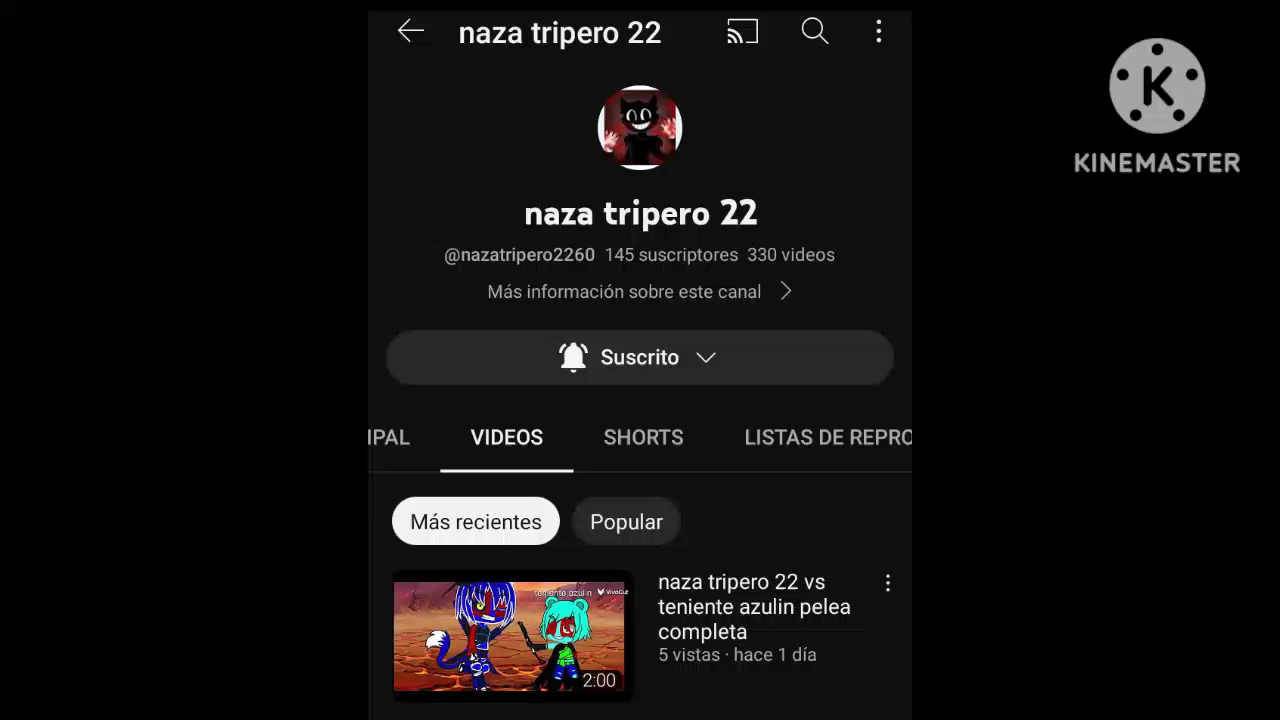 naza tripero 22
KINEMASTER
naza tripero 22
@nazatripero2260 145 suscriptores 330 videos
Más información sobre este canal
Suscrito
IPAL VIDEOS SHORTS LISTAS DE REPRO
Más recientes Popular
teniente azulin VivaCut
2:00
naza tripero 22 vs
teniente azulin pelea
completa
5 vistas · hace 1 día